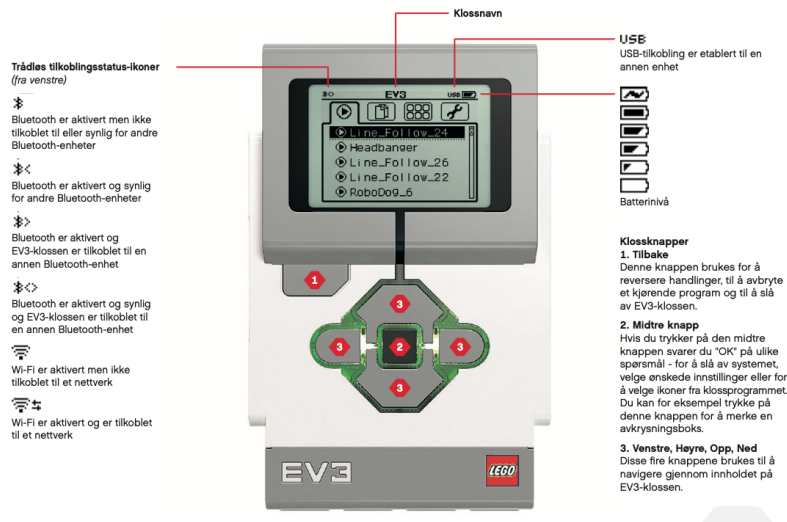 Klossnavn
Trådløs tilkoblingsstatus-ikoner
(fra venstre)
Bluetooth er aktivert men ikke
tilkoblet til eller synlig for andre
Bluetooth-enheter
Bluetooth er aktivert og synlig
for andre Bluetooth-enheter
Bluetooth er aktivert og
EV3-klossen er tilkoblet til en
annen Bluetooth-enhet
Bluetooth er aktivert og synlig
og EV3-klossen er tilkoblet til
en annen Bluetooth-enhet
Wi-Fi er aktivert men ikke
tilkoblet til et nettverk
Wi-Fi er aktivert og er tilkoblet
til et nettverk
EV3 USB
Line_Follow_24
Headbanger
Line_Follow_26
Line_Follow_22
RoboDog_6
1
3
3 2 3
3
EV3 LEGO
USB
USB-tilkobling er etablert til en
annen enhet
Batterinivå
Klossknapper
1. Tilbake
Denne knappen brukes for å
reversere handlinger, til å avbryte
et kjørende program og til å slå
av EV3-klossen.
2. Midtre knapp
Hvis du trykker på den midtre
knappen svarer du "OK" på ulike
spørsmål - for å slå av systemet,
velge ønskede innstillinger eller for
å velge ikoner fra klossprogrammet.
Du kan for eksempel trykke på
denne knappen for å merke en
avkrysningsboks.
3. Venstre, Høyre, Opp, Ned
Disse fire knappene brukes til å
navigere gjennom innholdet på
EV3-klossen.